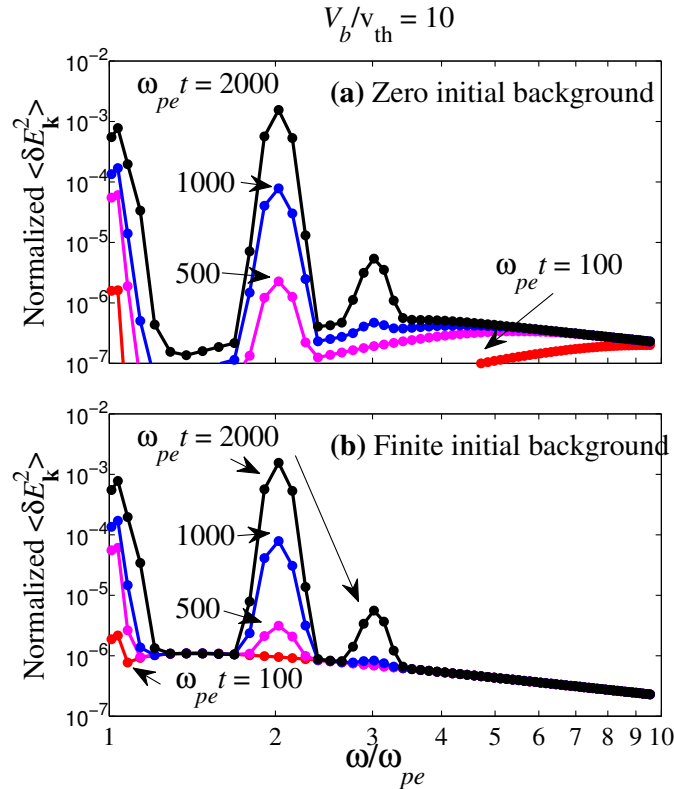 V_b/v_th = 10
(a) Zero initial background
ω_pe t = 2000
1000
500
ω_pe t = 100
Normalized <δE_k^2>
10^-2
10^-3
10^-4
10^-5
10^-6
10^-7
(b) Finite initial background
ω_pe t = 2000
1000
500
ω_pe t = 100
Normalized <δE_k^2>
10^-2
10^-3
10^-4
10^-5
10^-6
10^-7
1 2 3 4 5 6 7 8 9 10
ω/ω_pe